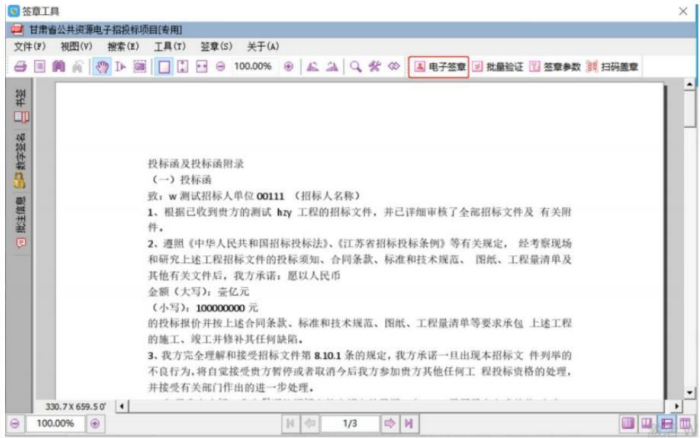 签章工具
甘肃省公共资源电子招投标项目[专用]
文件(F) 视图(V) 搜索(E) 工具(T) 签章(S) 关于(A)
100.00% 电子签章 批量验证 签章参数 扫码盖章
书签
数字签名
批注信息
投标函及投标函附录
（一）投标函
致：w 测试招标人单位 00111 （招标人名称）
1、根据已收到贵方的测试 hzy 工程的招标文件，并已详细审核了全部招标文件及 有关附
件。
2、遵照《中华人民共和国招标投标法》、《江苏省招标投标条例》等有关规定， 经考察现场
和研究上述工程招标文件的投标须知、合同条款、标准和技术规范、 图纸、工程量清单及
其他有关文件后，我方承诺：愿以人民币
金额（大写）：壹亿元
（小写）：100000000 元
的投标报价并按上述合同条款、标准和技术规范、图纸、工程量清单等要求承包 上述工程
的施工、竣工并修补其任何缺陷。
3、我方完全理解和接受招标文件第 8.10.1 条的规定，我方承诺一旦出现本招标文 件列举的
不良行为，将自觉接受贵方暂停或者取消今后我方参加贵方其他任何工 程投标资格的处理，
并接受有关部门作出的进一步处理。
330.7 X 659.5 0'
100.00% 1/3